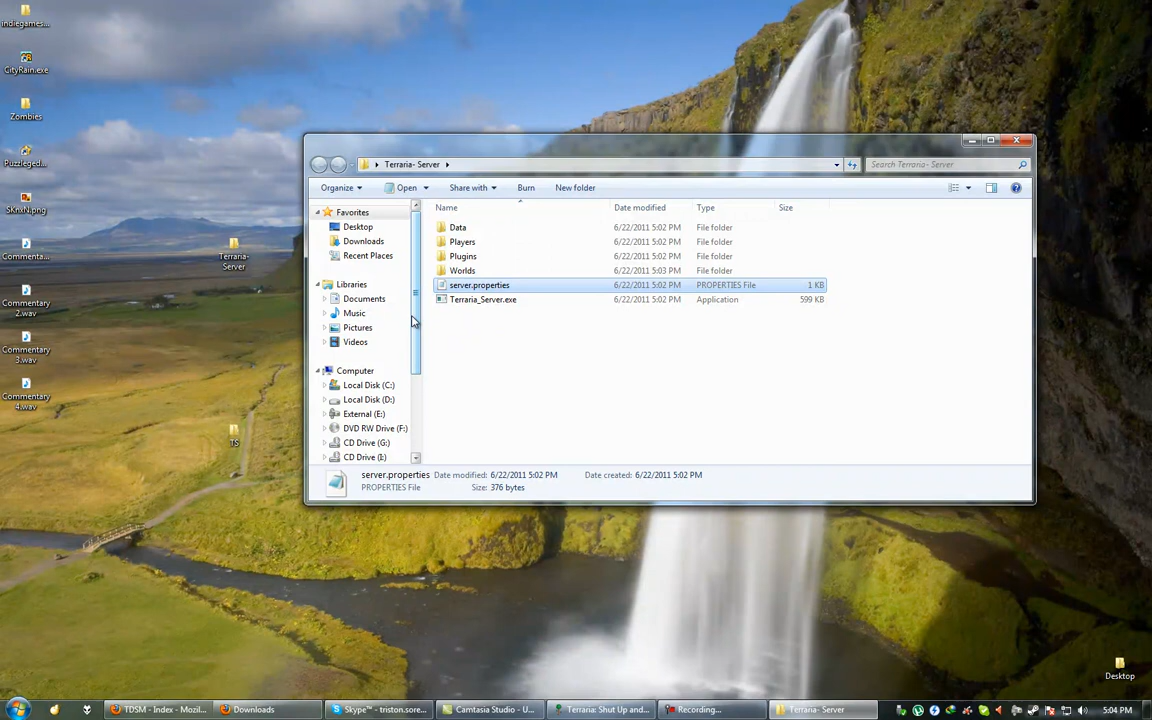 indiegames...
CityRain.exe
Zombies
Puzzleged...
SKnxN.png
Commenta...
Commentary
2.wav
Commentary
3.wav
Commentary
4.wav
Terraria-
Server
TS
Desktop
Terraria- Server
Search Terraria- Server
Organize
Open
Share with
Burn
New folder
Favorites
Desktop
Downloads
Recent Places
Libraries
Documents
Music
Pictures
Videos
Computer
Local Disk (C:)
Local Disk (D:)
External (E:)
DVD RW Drive (F:)
CD Drive (G:)
CD Drive (I:)
Name Date modified Type Size
Data 6/22/2011 5:02 PM File folder
Players 6/22/2011 5:02 PM File folder
Plugins 6/22/2011 5:02 PM File folder
Worlds 6/22/2011 5:03 PM File folder
server.properties 6/22/2011 5:02 PM PROPERTIES File 1 KB
Terraria_Server.exe 6/22/2011 5:02 PM Application 599 KB
server.properties Date modified: 6/22/2011 5:02 PM Date created: 6/22/2011 5:02 PM
PROPERTIES File Size: 376 bytes
TDSM - Index - Mozil...
Downloads
Skype™ - triston.sore...
Camtasia Studio - U...
Terraria: Shut Up and...
Recording...
Terraria- Server
5:04 PM